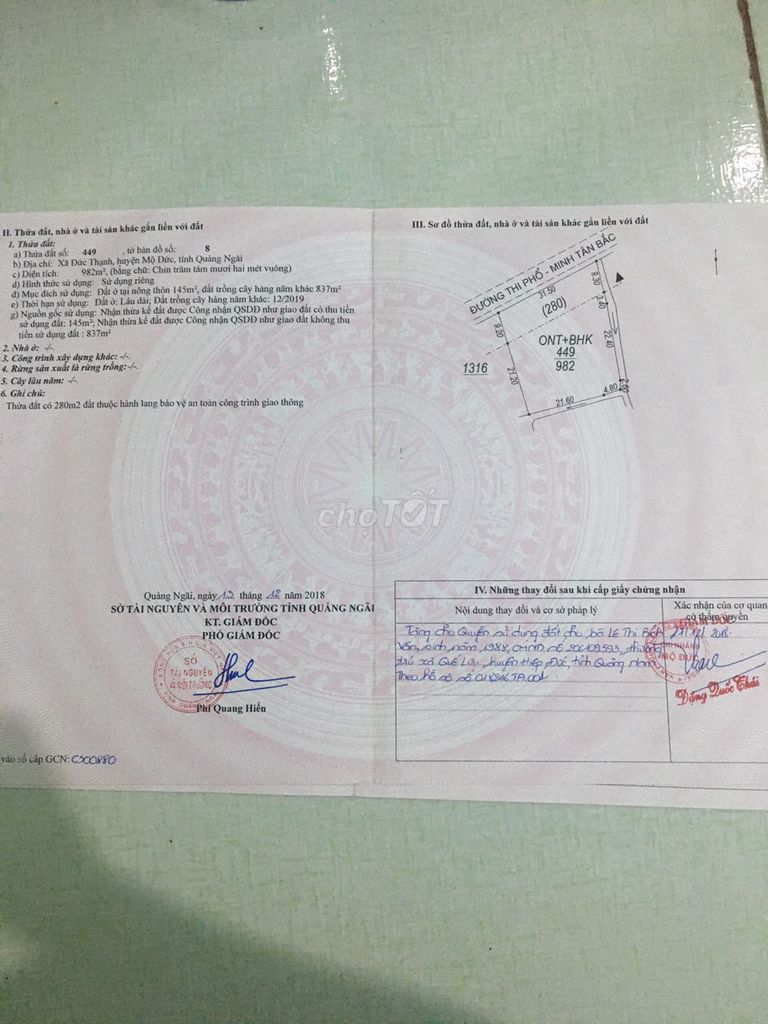 II. Thửa đất, nhà ở và tài sản khác gắn liền với đất
1. Thửa đất:
a) Thửa đất số: 449 , tờ bản đồ số: 8
b) Địa chỉ: Xã Đức Thạnh, huyện Mộ Đức, tỉnh Quảng Ngãi
c) Diện tích: 982m², (bằng chữ: Chín trăm tám mươi hai mét vuông)
d) Hình thức sử dụng: Sử dụng riêng
đ) Mục đích sử dụng: Đất ở tại nông thôn 145m², đất trồng cây hàng năm khác 837m²
e) Thời hạn sử dụng: Đất ở: Lâu dài; Đất trồng cây hàng năm khác: 12/2019
g) Nguồn gốc sử dụng: Nhận thừa kế đất được Công nhận QSDĐ như giao đất có thu tiền
sử dụng đất: 145m²; Nhận thừa kế đất được Công nhận QSDĐ như giao đất không thu
tiền sử dụng đất : 837m²
2. Nhà ở: -/-.
3. Công trình xây dựng khác: -/-.
4. Rừng sản xuất là rừng trồng:-/-.
5. Cây lâu năm: -/-
6. Ghi chú:
Thửa đất có 280m2 đất thuộc hành lang bảo vệ an toàn công trình giao thông
Quảng Ngãi, ngày 12 tháng 12 năm 2018
SỞ TÀI NGUYÊN VÀ MÔI TRƯỜNG TỈNH QUẢNG NGÃI
KT. GIÁM ĐỐC
PHÓ GIÁM ĐỐC
SỞ
TÀI NGUYÊN
VÀ MÔI TRƯỜNG
Phí Quang Hiển
vào sổ cấp GCN: CS00880
III. Sơ đồ thửa đất, nhà ở và tài sản khác gắn liền với đất
ĐƯỜNG THI PHỔ - MINH TÂN BẮC
31.50
9.30
(280)
9.20
ONT+BHK
449
982
22.40
1316
21.20
4.80
21.60
chợTỐT
IV. Những thay đổi sau khi cấp giấy chứng nhận
Nội dung thay đổi và cơ sở pháp lý
Xác nhận của cơ quan
có thẩm quyền
GIÁM ĐỐC
Tặng cho Quyền sử dụng đất cho bà Lê Thị Bích
Vân, sinh năm 1988, CMND số thường
trú xã Quế Lưu, huyện Hiệp Đức, tỉnh Quảng Nam
Theo hồ sơ số
MỘ ĐỨC
Đặng Quốc Thái